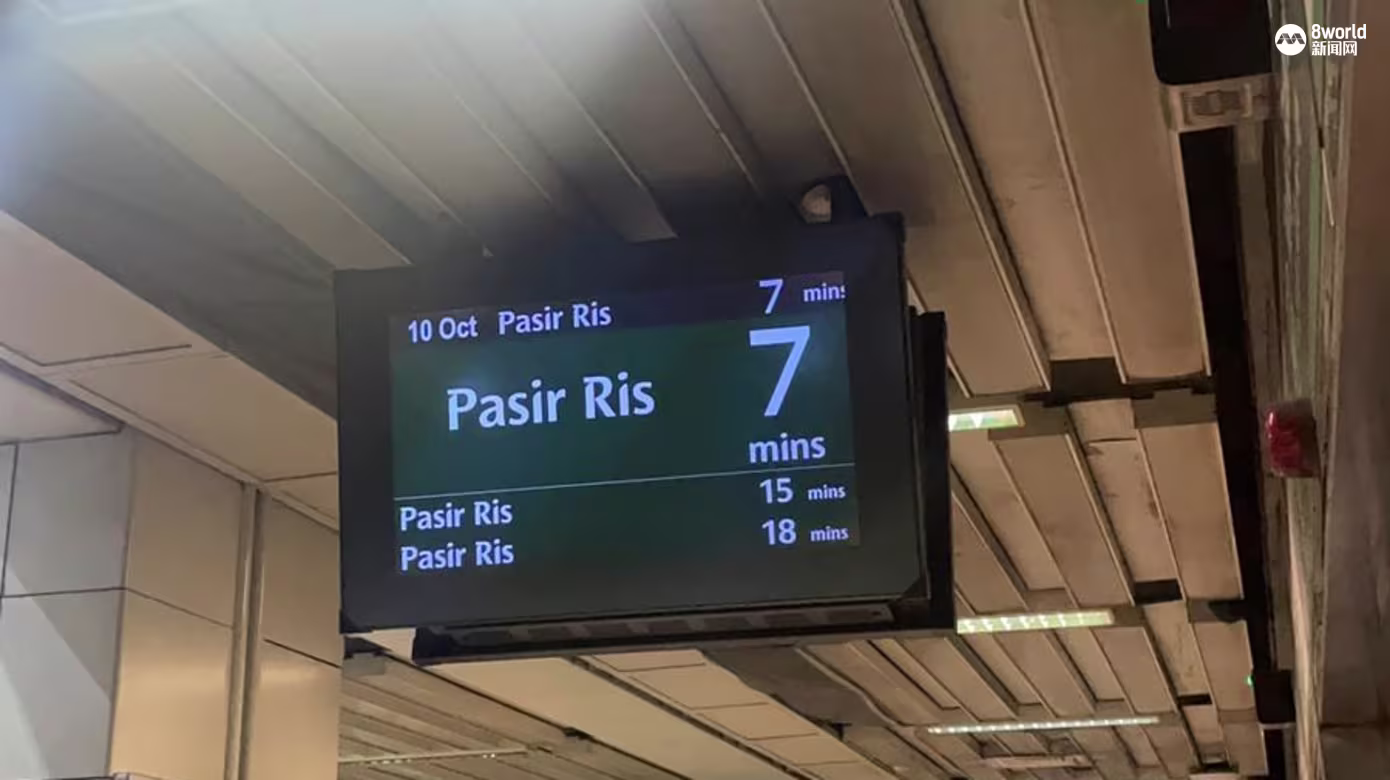 8world
新闻网
10 Oct Pasir Ris 7 mins
Pasir Ris 7
mins
Pasir Ris 15 mins
Pasir Ris 18 mins